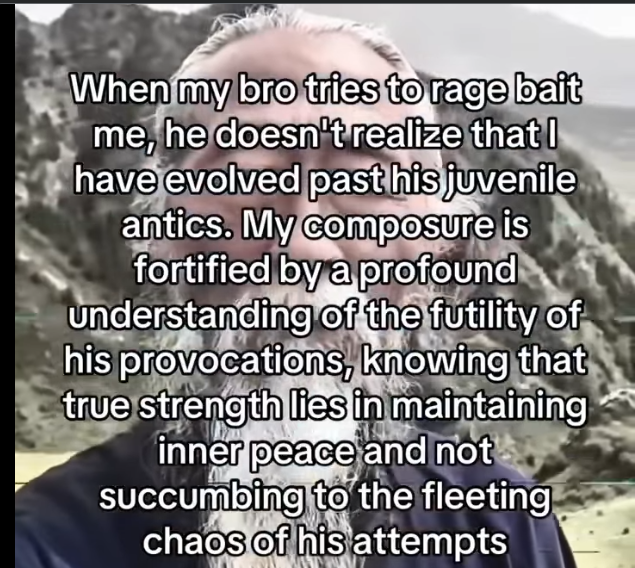 When my bro tries to rage bait
me, he doesn't realize that I
have evolved past his juvenile
antics. My composure is
fortified by a profound
understanding of the futility of
his provocations, knowing that
true strength lies in maintaining
inner peace and not
succumbing to the fleeting
chaos of his attempts